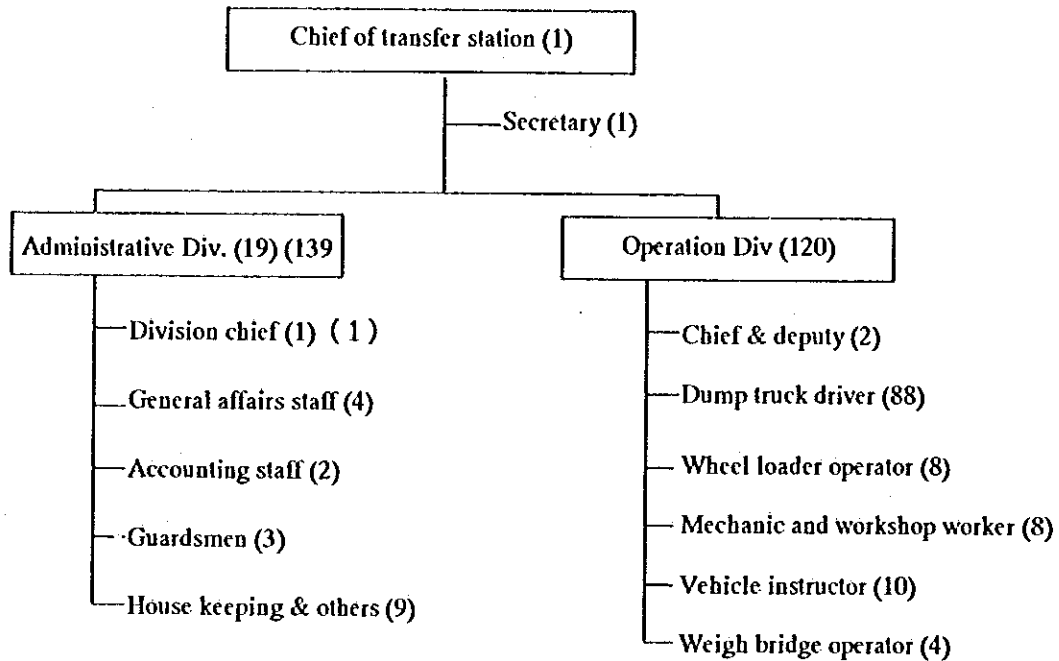 Chief of transfer station (1)
Secretary (1)
Administrative Div. (19) (139
Operation Div (120)
Division chief (1) ( 1 )
General affairs staff (4)
Accounting staff (2)
Guardsmen (3)
House keeping & others (9)
Chief & deputy (2)
Dump truck driver (88)
Wheel loader operator (8)
Mechanic and workshop worker (8)
Vehicle instructor (10)
Weigh bridge operator (4)